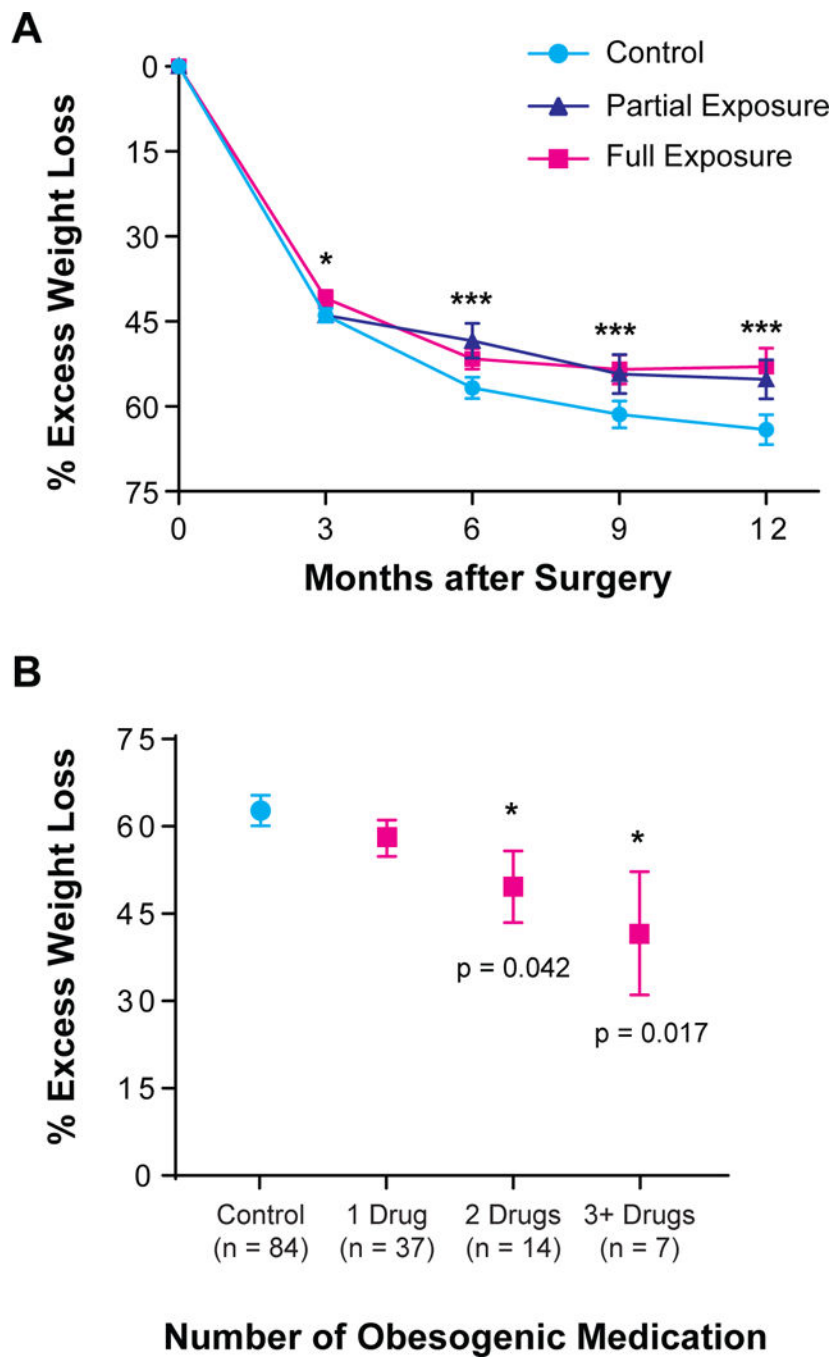 A
Control
Partial Exposure
Full Exposure
% Excess Weight Loss
0
15
30
45
60
75
*
***
***
***
0 3 6 9 12
Months after Surgery
B
% Excess Weight Loss
75
60
45
30
15
0
*
*
p = 0.042
p = 0.017
Control 1 Drug 2 Drugs 3+ Drugs
(n = 84) (n = 37) (n = 14) (n = 7)
Number of Obesogenic Medication